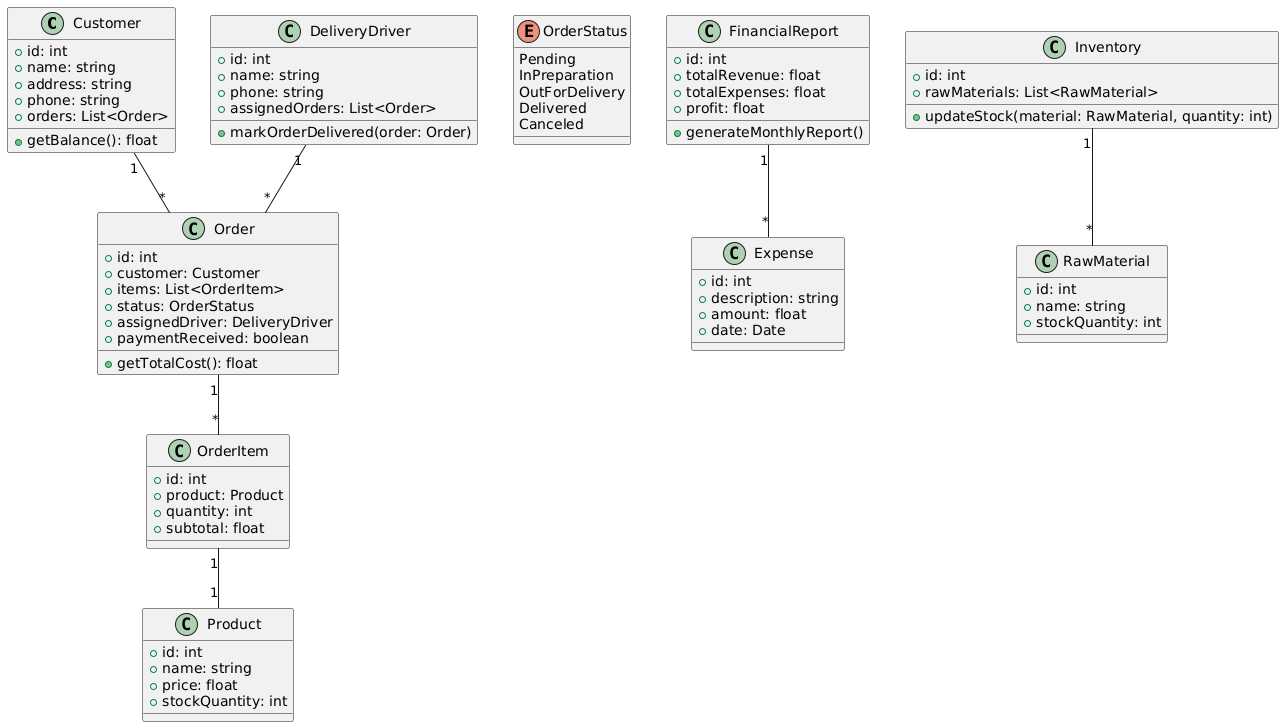 C Customer
id: int
name: string
address: string
phone: string
orders: List<Order>
getBalance(): float
C DeliveryDriver
id: int
name: string
phone: string
assignedOrders: List<Order>
markOrderDelivered(order: Order)
E OrderStatus
Pending
InPreparation
OutForDelivery
Delivered
Canceled
C FinancialReport
id: int
totalRevenue: float
totalExpenses: float
profit: float
generateMonthlyReport()
C Inventory
id: int
rawMaterials: List<RawMaterial>
updateStock(material: RawMaterial, quantity: int)
1
*
1
*
1
*
1
*
C Order
id: int
customer: Customer
items: List<OrderItem>
status: OrderStatus
assignedDriver: DeliveryDriver
paymentReceived: boolean
getTotalCost(): float
C Expense
id: int
description: string
amount: float
date: Date
C RawMaterial
id: int
name: string
stockQuantity: int
1
*
C OrderItem
id: int
product: Product
quantity: int
subtotal: float
1
1
C Product
id: int
name: string
price: float
stockQuantity: int